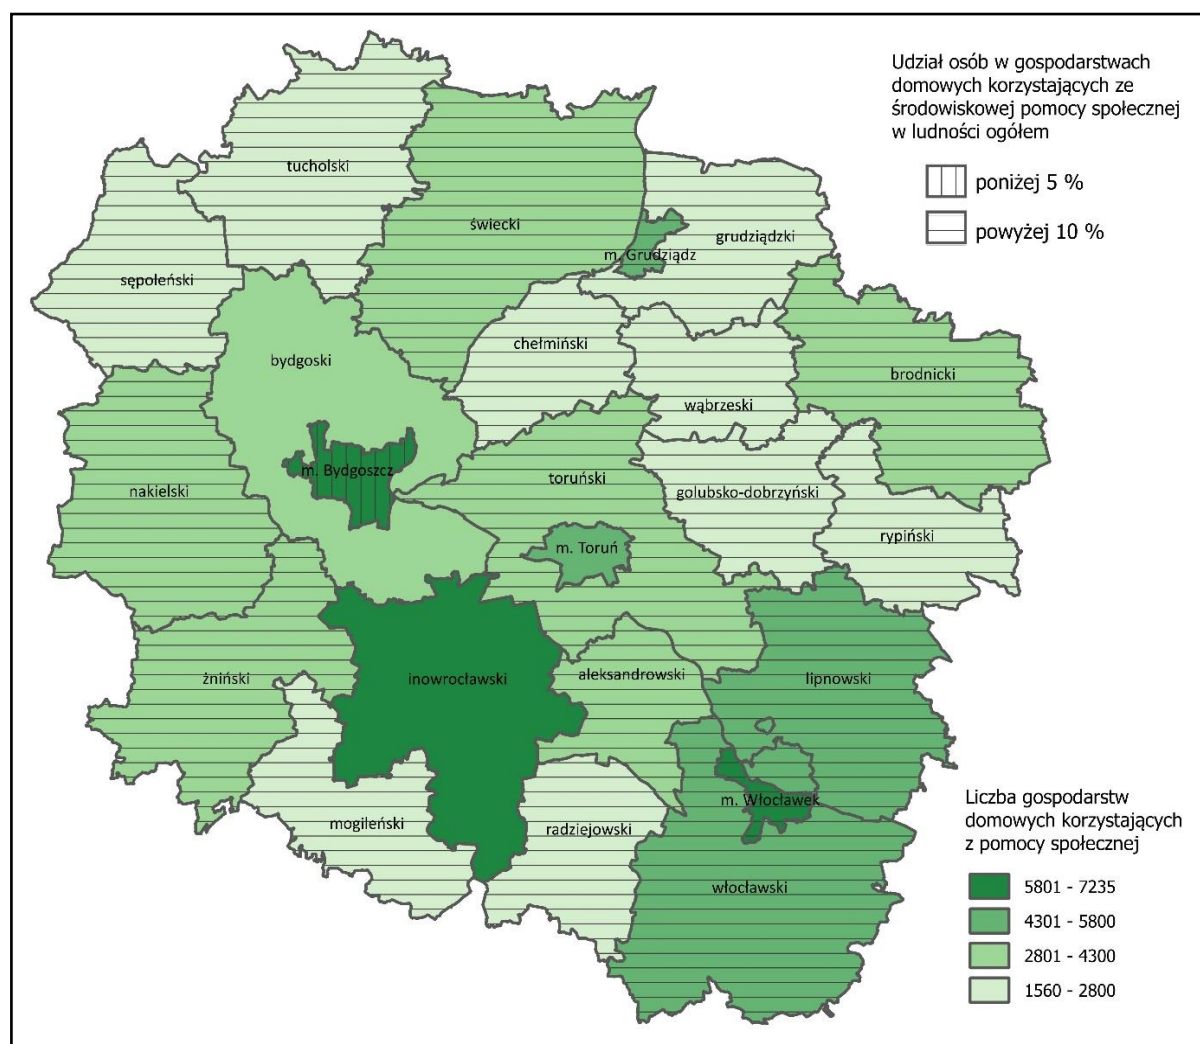 Udział osób w gospodarstwach
domowych korzystających ze
środowiskowej pomocy społecznej
w ludności ogółem
poniżej 5 %
powyżej 10 %
tucholski
świecki
grudziądzki
m. Grudziądz
sępoleński
chełmiński
bydgoski
brodnicki
wąbrzeski
m. Bydgoszcz
toruński
nakielski
golubsko-dobrzyński
rypiński
m. Toruń
żniński
inowrocławski
aleksandrowski
lipnowski
m. Włocławek
mogileński
radziejowski
włocławski
Liczba gospodarstw
domowych korzystających
z pomocy społecznej
5801 - 7235
4301 - 5800
2801 - 4300
1560 - 2800